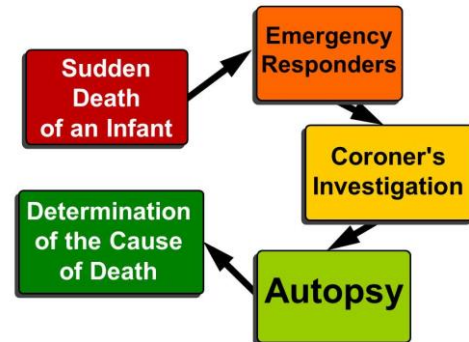 Sudden
Death
of an Infant
Emergency
Responders
Coroner's
Investigation
Autopsy
Determination
of the Cause
of Death